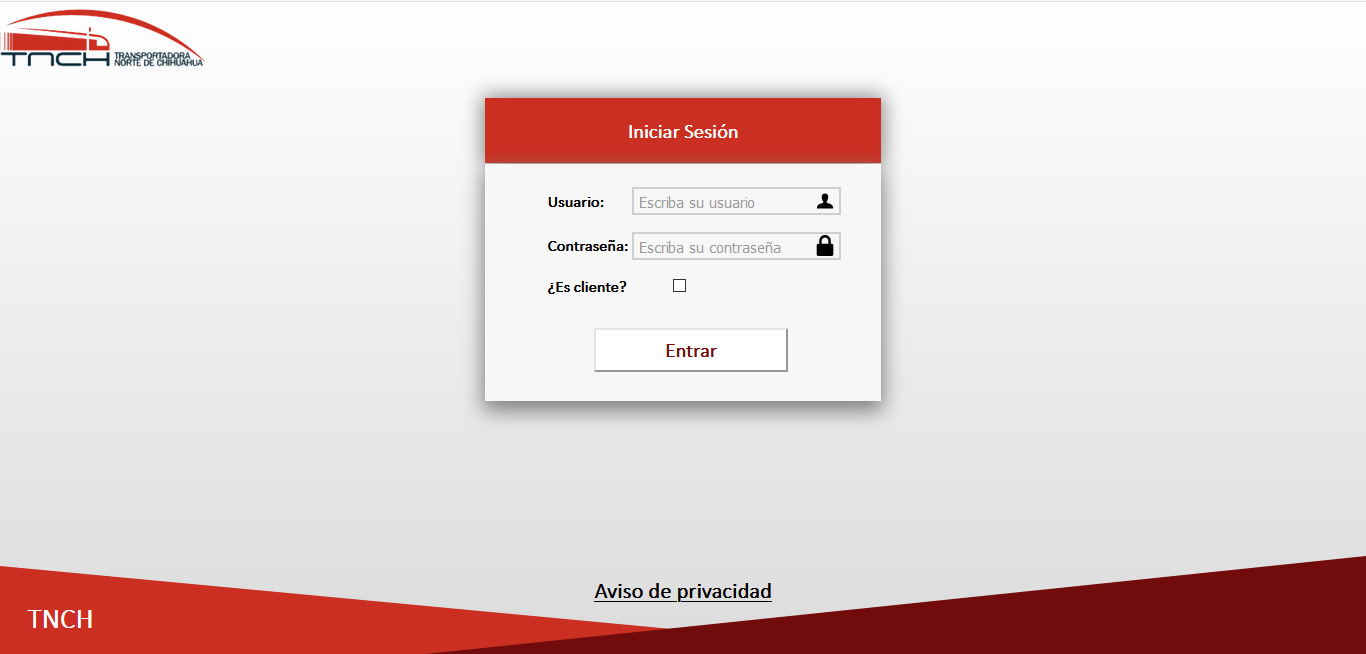 TNCH TRANSPORTADORA
NORTE DE CHIHUAHUA
Iniciar Sesión
Usuario: Escriba su usuario
Contraseña: Escriba su contraseña
¿Es cliente?
Entrar
Aviso de privacidad
TNCH